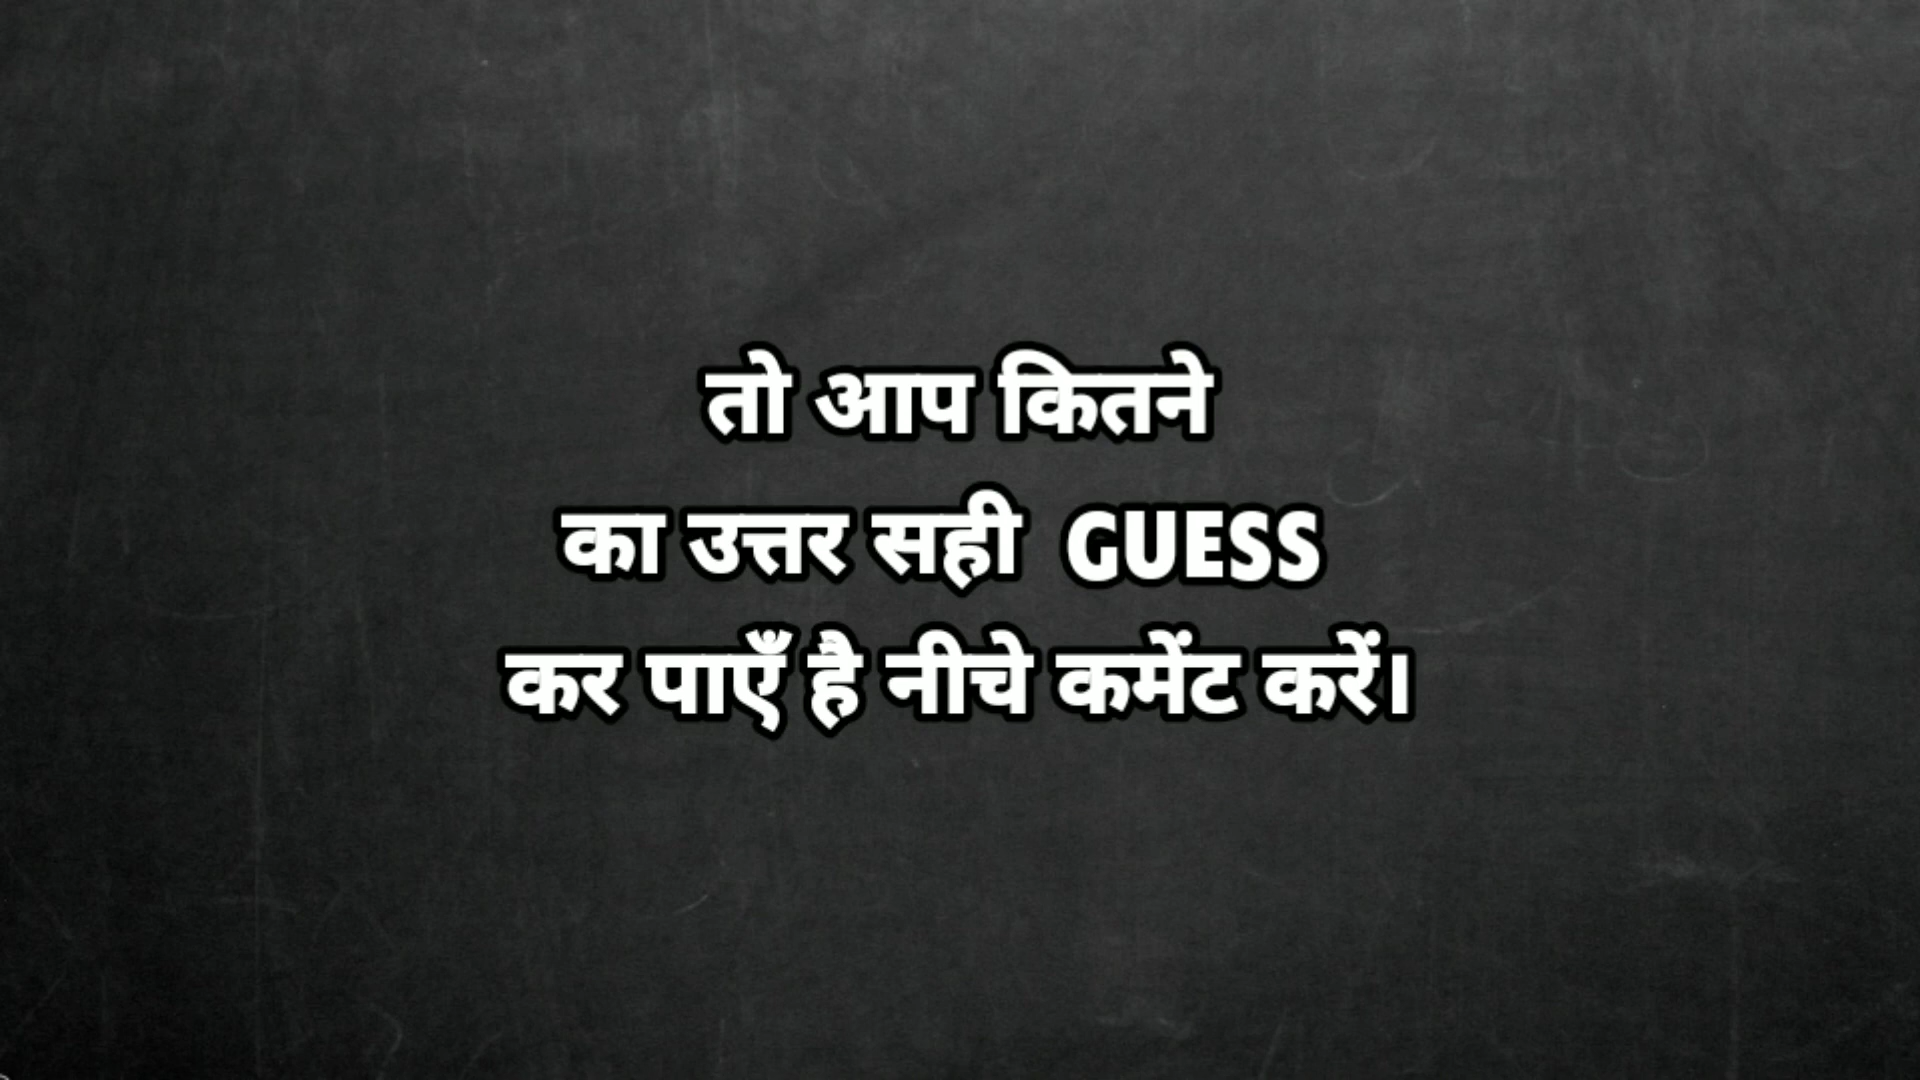 तो आप कितने
का उत्तर सही GUESS
कर पाएँ है नीचे कमेंट करें।